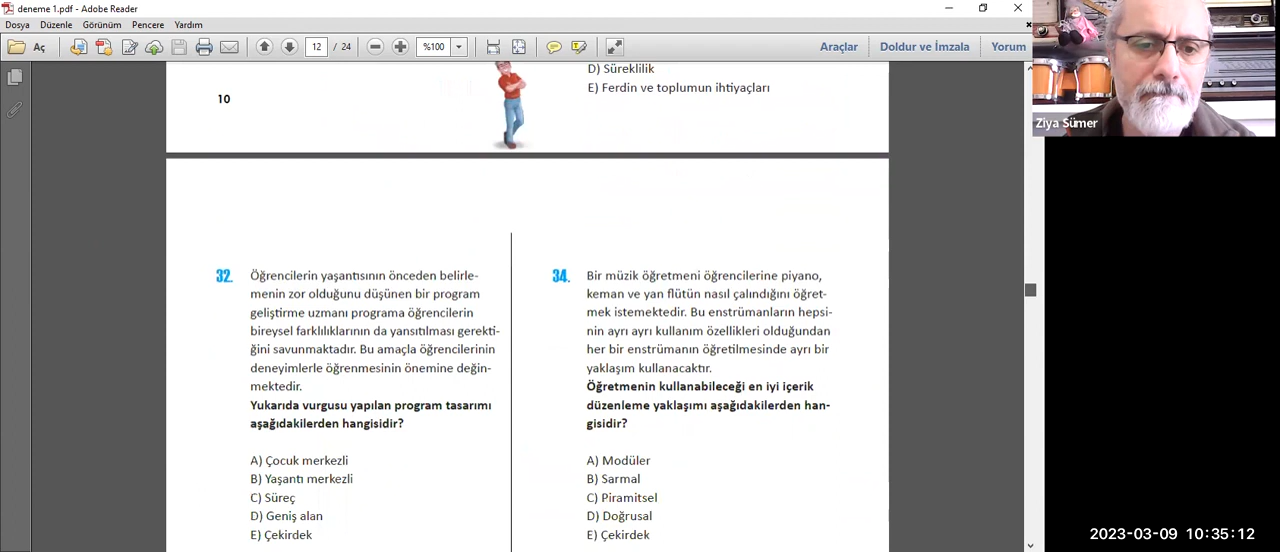 deneme 1.pdf - Adobe Reader
Dosya Düzenle Görünüm Pencere Yardım
Aç
12 / 24
%100
Araçlar
Doldur ve İmzala
Yorum
Ziya Sümer
10
D) Süreklilik
E) Ferdin ve toplumun ihtiyaçları
32. Öğrencilerin yaşantısının önceden belirle-
menin zor olduğunu düşünen bir program
geliştirme uzmanı programa öğrencilerin
bireysel farklılıklarının da yansıtılması gerekti-
ğini savunmaktadır. Bu amaçla öğrencilerinin
deneyimlerle öğrenmesinin önemine değin-
mektedir.
Yukarıda vurgusu yapılan program tasarımı
aşağıdakilerden hangisidir?
A) Çocuk merkezli
B) Yaşantı merkezli
C) Süreç
D) Geniş alan
E) Çekirdek
34. Bir müzik öğretmeni öğrencilerine piyano,
keman ve yan flütün nasıl çalındığını öğret-
mek istemektedir. Bu enstrümanların hepsi-
nin ayrı ayrı kullanım özellikleri olduğundan
her bir enstrümanın öğretilmesinde ayrı bir
yaklaşım kullanacaktır.
Öğretmenin kullanabileceği en iyi içerik
düzenleme yaklaşımı aşağıdakilerden han-
gisidir?
A) Modüler
B) Sarmal
C) Piramitsel
D) Doğrusal
E) Çekirdek
2023-03-09 10:35:12